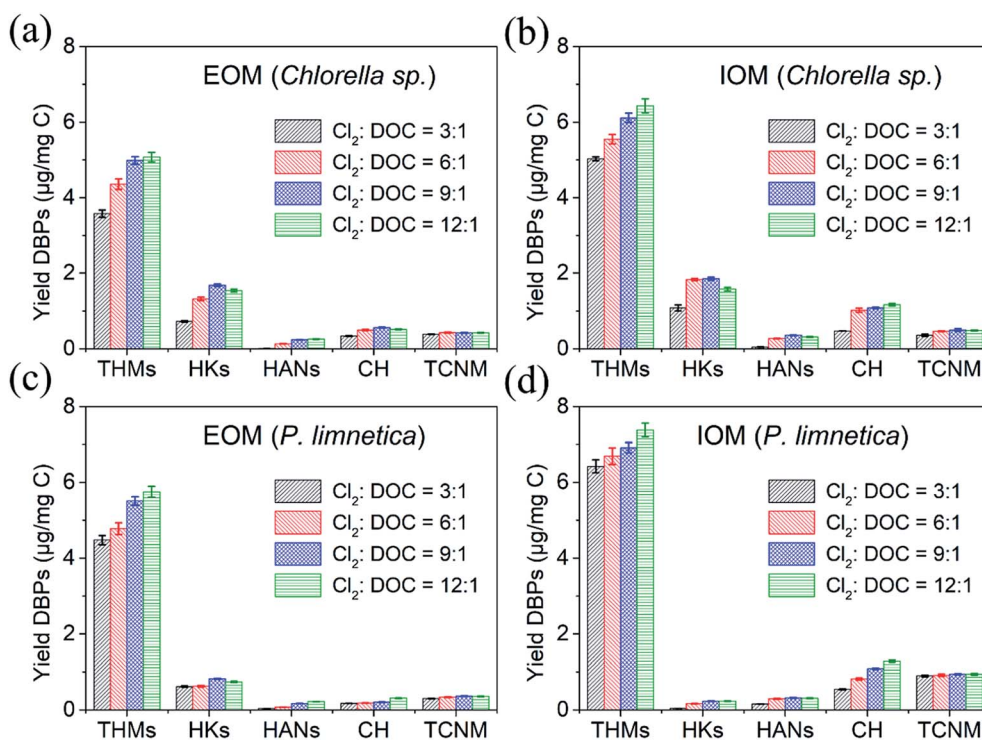 (a)
EOM (Chlorella sp.)
Cl₂: DOC = 3:1
Cl₂: DOC = 6:1
Cl₂: DOC = 9:1
Cl₂: DOC = 12:1
Yield DBPs (µg/mg C)
8
6
4
2
0
THMs HKs HANs CH TCNM
(b)
IOM (Chlorella sp.)
Cl₂: DOC = 3:1
Cl₂: DOC = 6:1
Cl₂: DOC = 9:1
Cl₂: DOC = 12:1
Yield DBPs (µg/mg C)
8
6
4
2
0
THMs HKs HANs CH TCNM
(c)
EOM (P. limnetica)
Cl₂: DOC = 3:1
Cl₂: DOC = 6:1
Cl₂: DOC = 9:1
Cl₂: DOC = 12:1
Yield DBPs (µg/mg C)
8
6
4
2
0
THMs HKs HANs CH TCNM
(d)
IOM (P. limnetica)
Cl₂: DOC = 3:1
Cl₂: DOC = 6:1
Cl₂: DOC = 9:1
Cl₂: DOC = 12:1
Yield DBPs (µg/mg C)
8
6
4
2
0
THMs HKs HANs CH TCNM